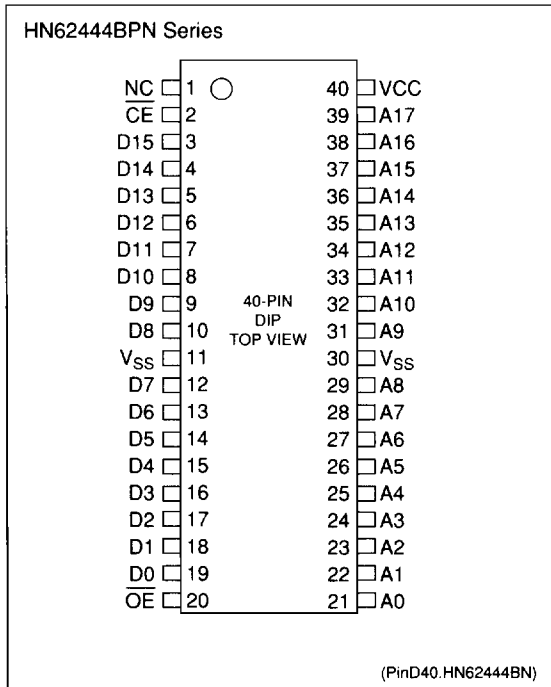 HN62444BPN Series
NC 1 40 VCC
CE 2 39 A17
D15 3 38 A16
D14 4 37 A15
D13 5 36 A14
D12 6 35 A13
D11 7 34 A12
D10 8 33 A11
D9 9 40-PIN 32 A10
DIP
D8 10 TOP VIEW 31 A9
VSS 11 30 VSS
D7 12 29 A8
D6 13 28 A7
D5 14 27 A6
D4 15 26 A5
D3 16 25 A4
D2 17 24 A3
D1 18 23 A2
D0 19 22 A1
OE 20 21 A0
(PinD40.HN62444BN)